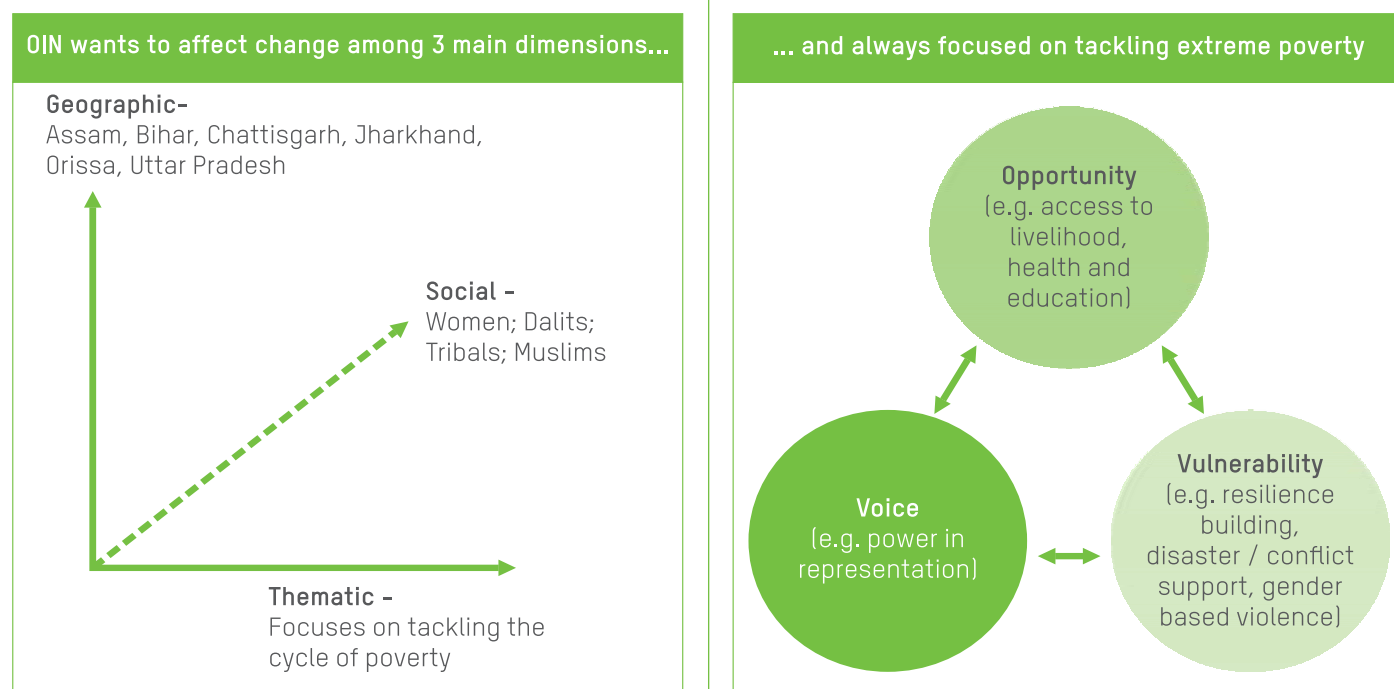 OIN wants to affect change among 3 main dimensions...
Geographic-
Assam, Bihar, Chattisgarh, Jharkhand,
Orissa, Uttar Pradesh
Social -
Women; Dalits;
Tribals; Muslims
Thematic -
Focuses on tackling the
cycle of poverty
... and always focused on tackling extreme poverty
Opportunity
(e.g. access to
livelihood,
health and
education)
Voice
(e.g. power in
representation)
Vulnerability
(e.g. resilience
building,
disaster / conflict
support, gender
based violence)